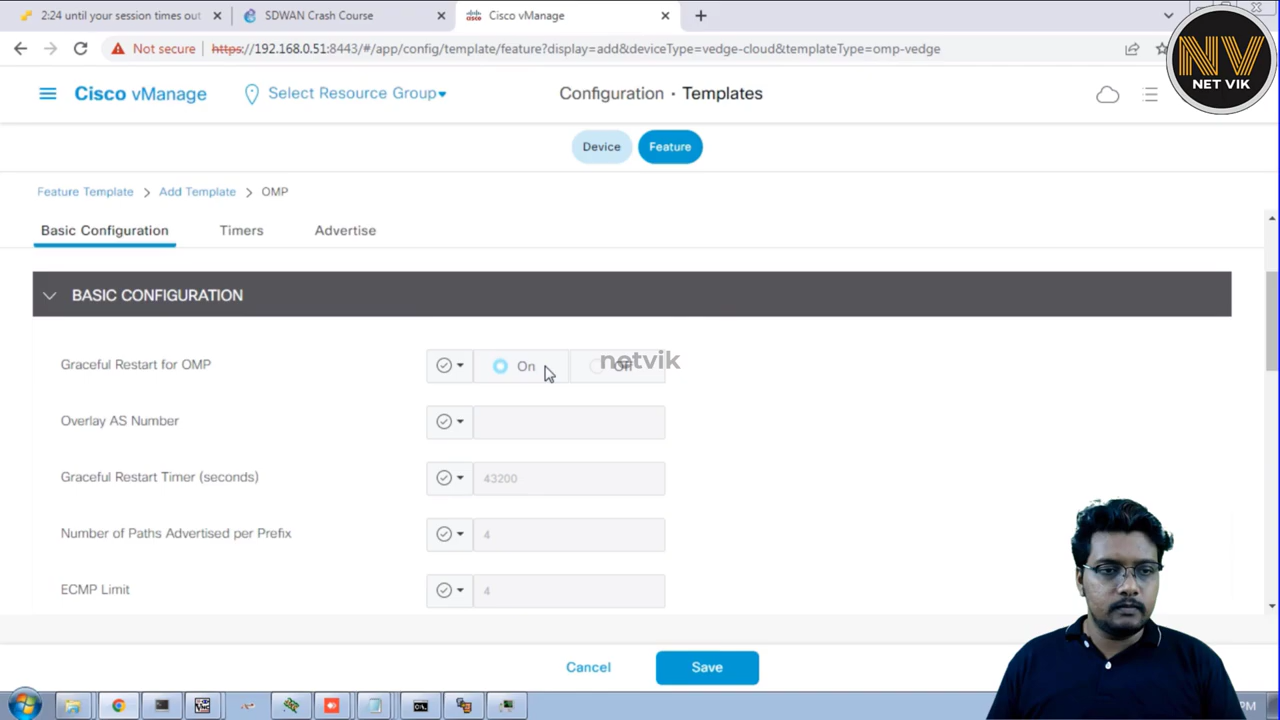 2:24 until your session times out
SDWAN Crash Course
Cisco vManage
Not secure
https://192.168.0.51:8443/#/app/config/template/feature?display=add&deviceType=vedge-cloud&templateType=omp-vedge
NV
NET VIK
Cisco vManage
Select Resource Group
Configuration · Templates
Device
Feature
Feature Template > Add Template > OMP
Basic Configuration
Timers
Advertise
BASIC CONFIGURATION
Graceful Restart for OMP
On
Off
netvik
Overlay AS Number
Graceful Restart Timer (seconds)
43200
Number of Paths Advertised per Prefix
4
ECMP Limit
4
Cancel
Save
PM